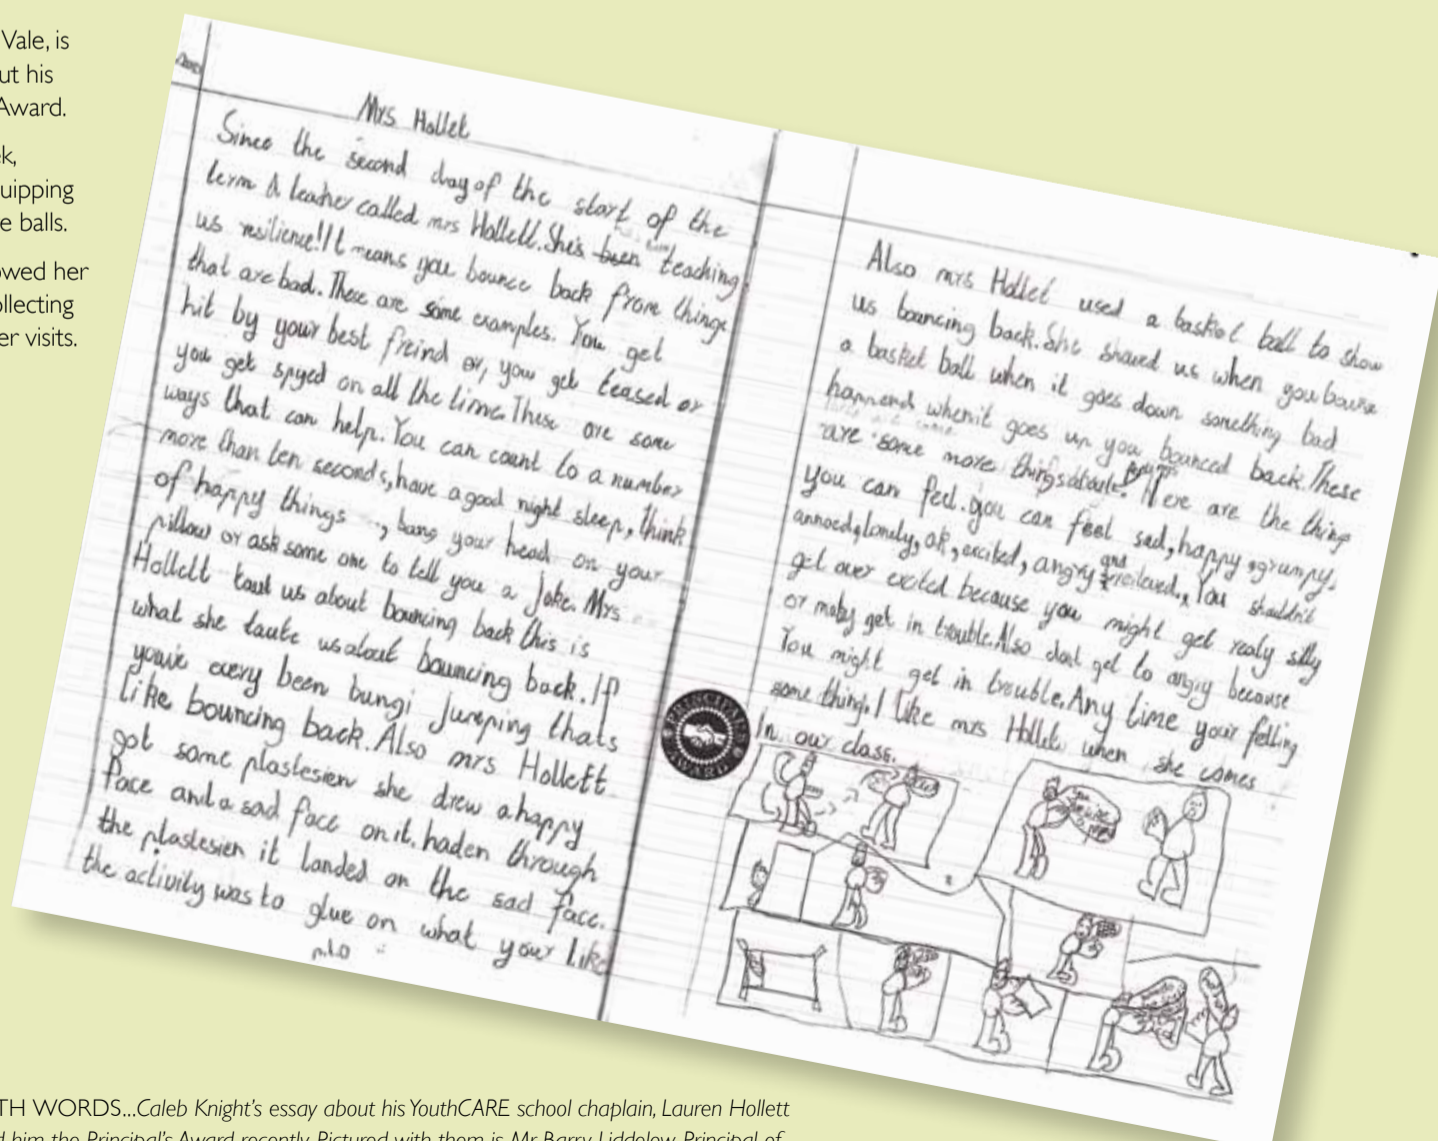 Vale, is
ut his
Award.
ek,
uipping
e balls.
owed her
ollecting
er visits.
Mrs Hollet
Since the second day of the start of the
term A teacher called mrs Hollett. She's been teaching
us resilience! It means you bounce back from things
that are bad. These are some examples. You get
hit by your best freind or, you get teased or
you get spyed on all the time. These are some
ways that can help. You can count to a number
more than ten seconds, have a good night sleep, think
of happy things , bang your head on your
pillow or ask some one to tell you a joke. Mrs
Hollett taut us about bouncing back this is
what she taute us about bouncing back. If
youve every been bungi jumping thats
like bouncing back. Also mrs Hollett
got some plastesien she drew a happy
face and a sad face on it. haden through
the plastesien it landed on the sad face.
the activity was to glue on what your like
p.t.o
Also mrs Hollet used a basket ball to show
us bouncing back. She showed us when you bounce
a basket ball when it goes down something bad
happend when it goes up you bounced back. These
are some more things about. Here are the things
you can feel. you can feel sad, happy, grumpy,
annoed, lonely, ok, excited, angry and You shouldn't
get over excited because you might get realy silly
or maby get in trouble. Also dont get to angry because
You might get in trouble. Any time your felling
some thing. I like mrs Hollet when she comes
In our class.
PRINCIPAL'S
AWARD
TH WORDS...Caleb Knight's essay about his YouthCARE school chaplain, Lauren Hollett
d him the Principal's Award recently. Pictured with them is Mr Barry Liddelow, Principal of